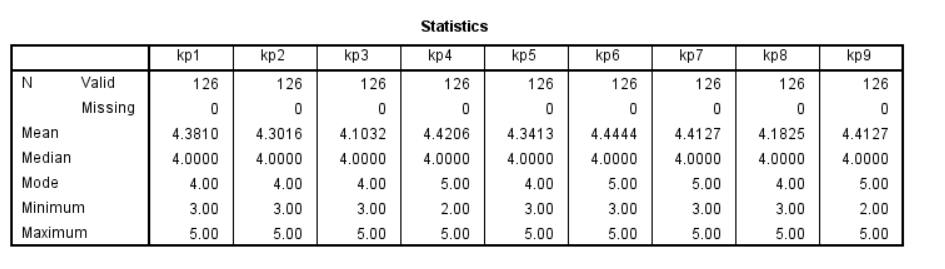 Statistics
kp1 kp2 kp3 kp4 kp5 kp6 kp7 kp8 kp9
N Valid 126 126 126 126 126 126 126 126 126
Missing 0 0 0 0 0 0 0 0 0
Mean 4.3810 4.3016 4.1032 4.4206 4.3413 4.4444 4.4127 4.1825 4.4127
Median 4.0000 4.0000 4.0000 4.0000 4.0000 4.0000 4.0000 4.0000 4.0000
Mode 4.00 4.00 4.00 5.00 4.00 5.00 5.00 4.00 5.00
Minimum 3.00 3.00 3.00 2.00 3.00 3.00 3.00 3.00 2.00
Maximum 5.00 5.00 5.00 5.00 5.00 5.00 5.00 5.00 5.00